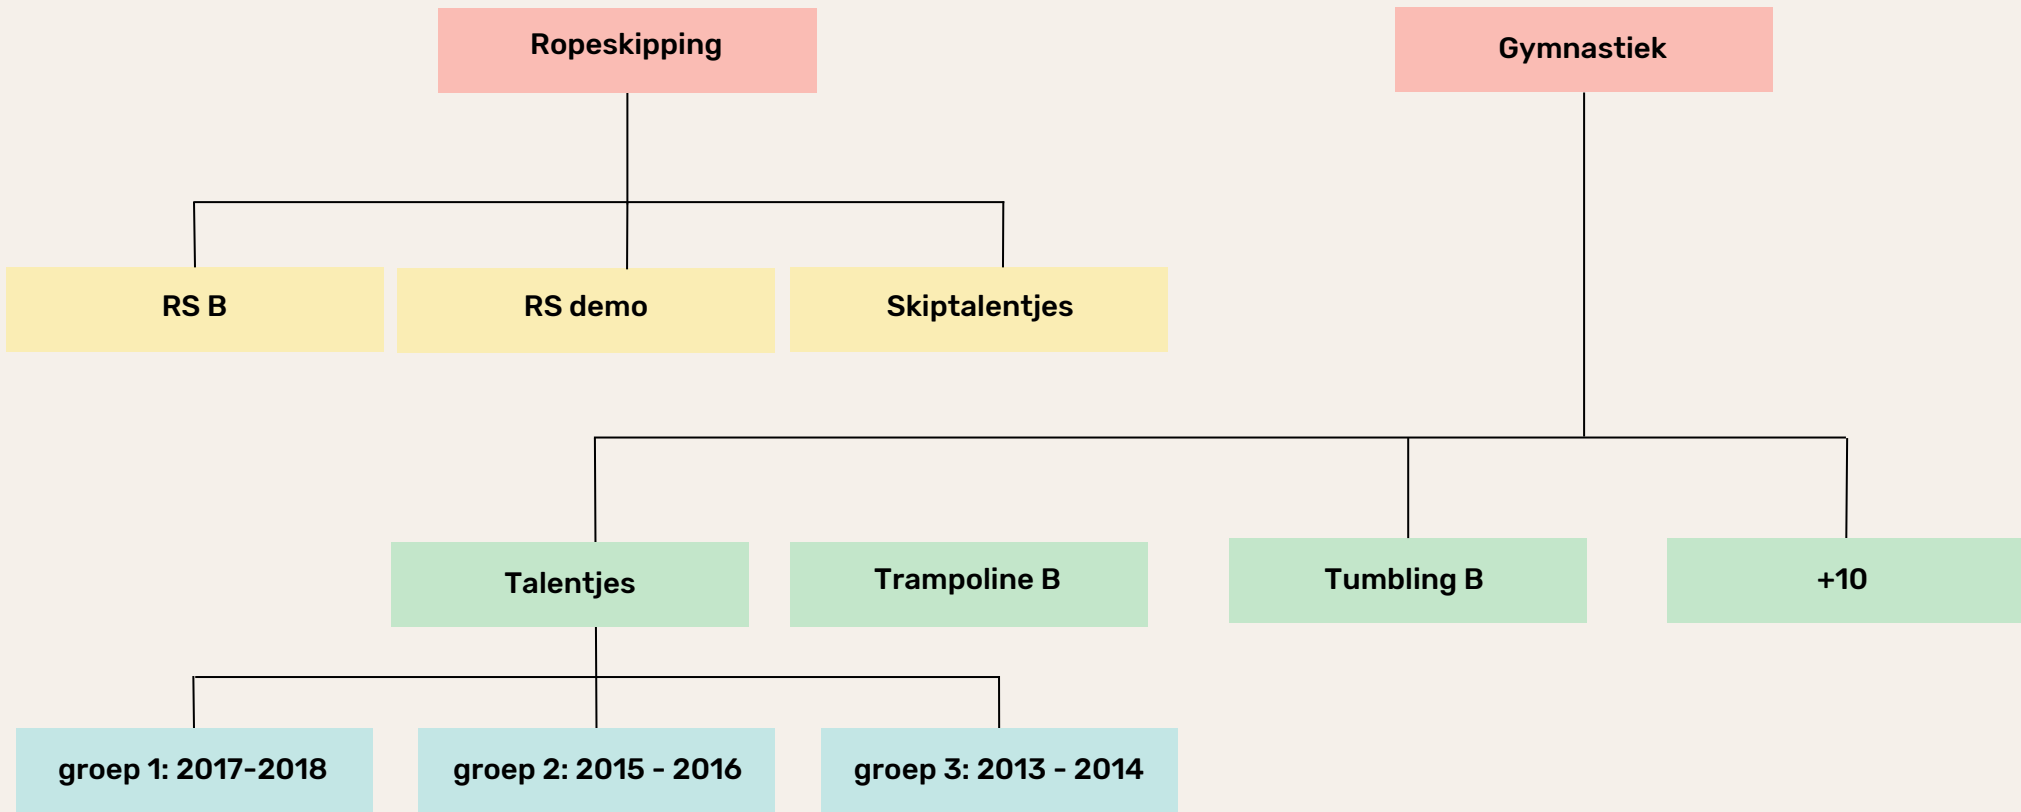 Ropeskipping
Gymnastiek
RS B
RS demo
Skiptalentjes
Talentjes
Trampoline B
Tumbling B
+10
groep 1: 2017-2018
groep 2: 2015 - 2016
groep 3: 2013 - 2014